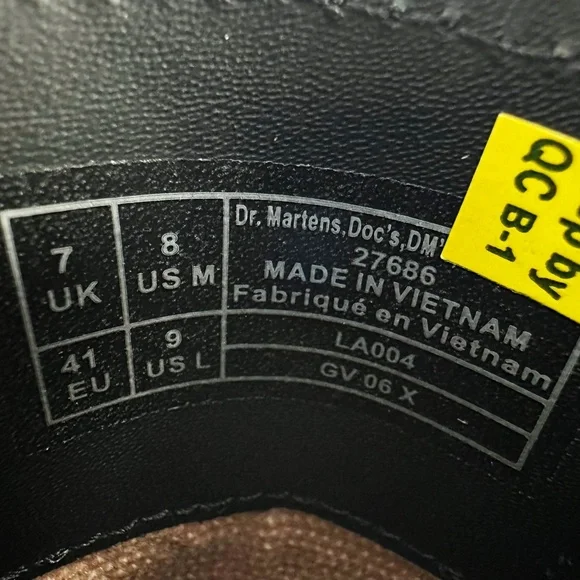 7
UK
8
US M
41
EU
9
US L
Dr. Martens,Doc's,DM'
27686
MADE IN VIETNAM
Fabriqué en Vietnam
LA004
GV 06 X
by
QC B-1